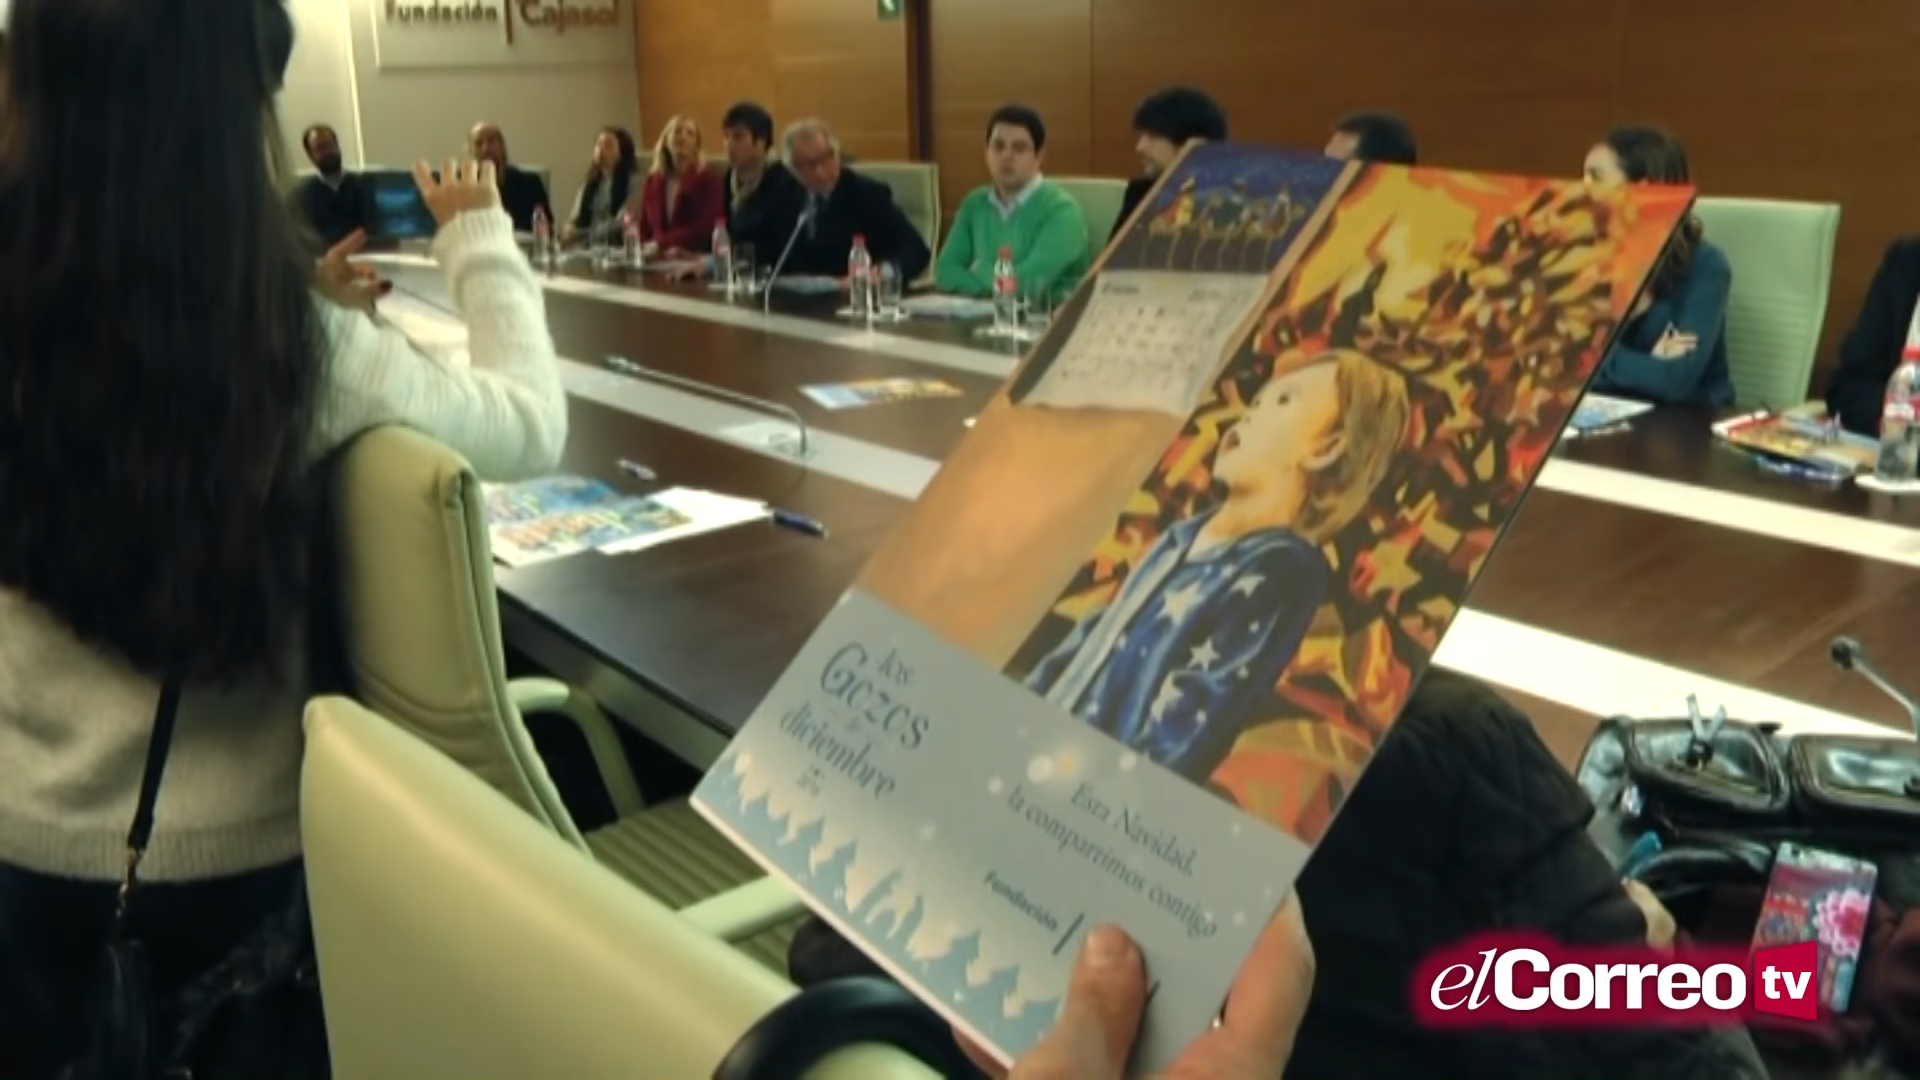 Fundación Cajasol
los
Gozos
de
diciembre
Esta Navidad,
la compartimos contigo
Fundación
elCorreo tv